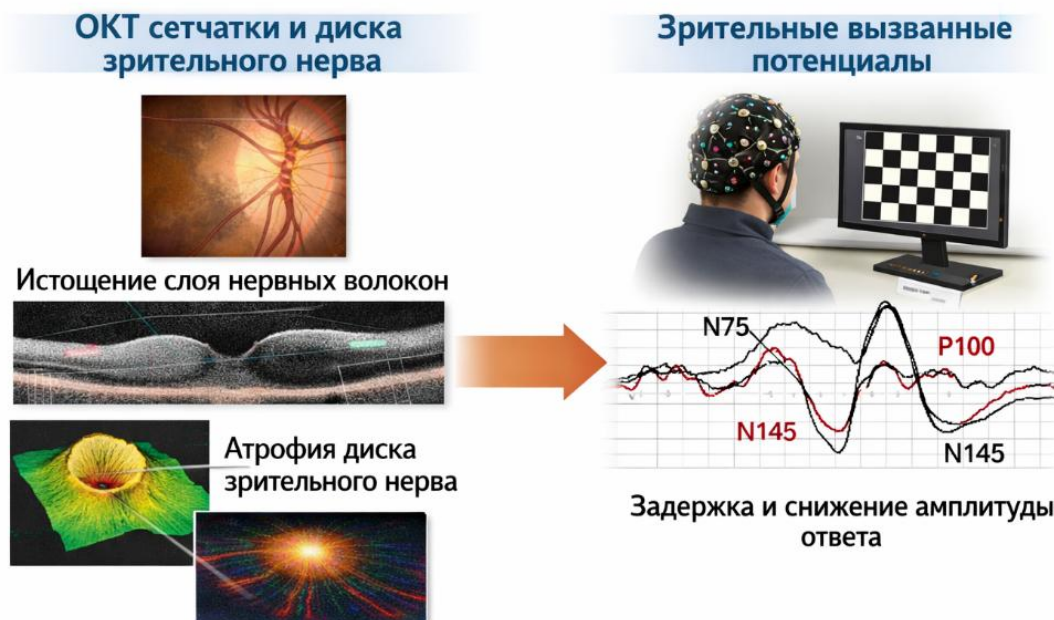 ОКТ сетчатки и диска
зрительного нерва
Истощение слоя нервных волокон
Атрофия диска
зрительного нерва
Зрительные вызванные
потенциалы
N75
P100
N145
N145
Задержка и снижение амплитуды
ответа